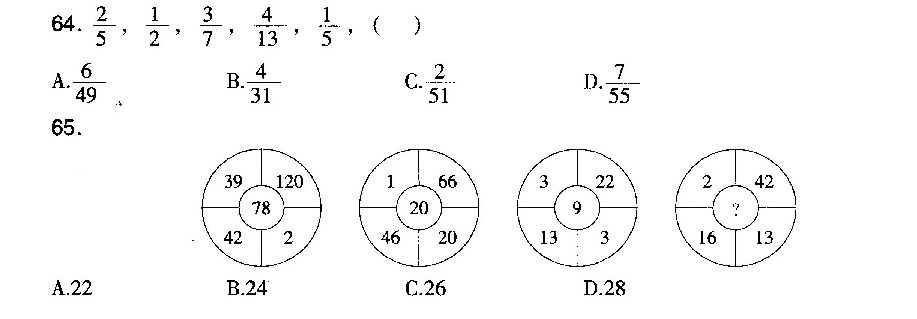 64. 2/5, 1/2, 3/7, 4/13, 1/5, ( )
A. 6/49 B. 4/31 C. 2/51 D. 7/55
65.
39 120 1 66 3 22 2 42
78 20 9 ?
42 2 46 20 13 3 16 13
A.22 B.24 C.26 D.28